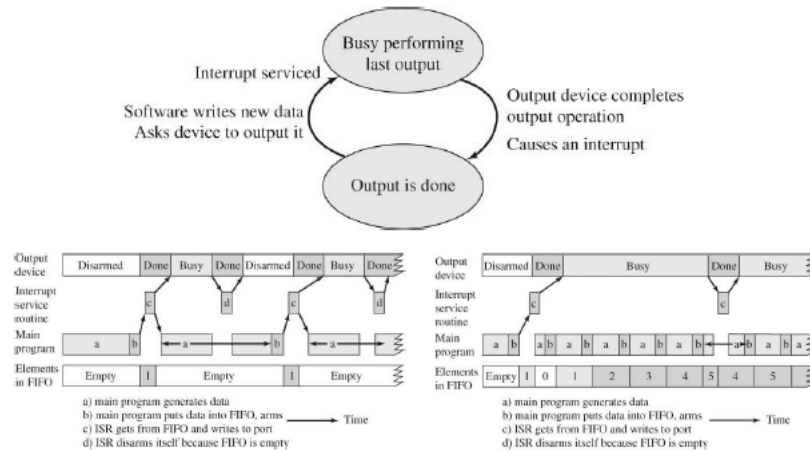 Busy performing
last output
Interrupt serviced
Software writes new data
Asks device to output it
Output device completes
output operation
Causes an interrupt
Output is done
Output
device
Disarmed
Done
Busy
Done
Disarmed
Done
Busy
Done
Interrupt
service
routine
c
d
c
d
Main
program
a
b
a
b
a
Elements
in FIFO
Empty
1
Empty
1
Empty
a) main program generates data
b) main program puts data into FIFO, arms
c) ISR gets from FIFO and writes to port
d) ISR disarms itself because FIFO is empty
Time
Output
device
Disarmed
Done
Busy
Done
Busy
Interrupt
service
routine
c
c
Main
program
a
b
a
b
a
b
a
b
a
b
a
b
a
b
a
b
a
Elements
in FIFO
Empty
1
0
1
2
3
4
5
4
5
a) main program generates data
b) main program puts data into FIFO, arms
c) ISR gets from FIFO and writes to port
d) ISR disarms itself because FIFO is empty
Time